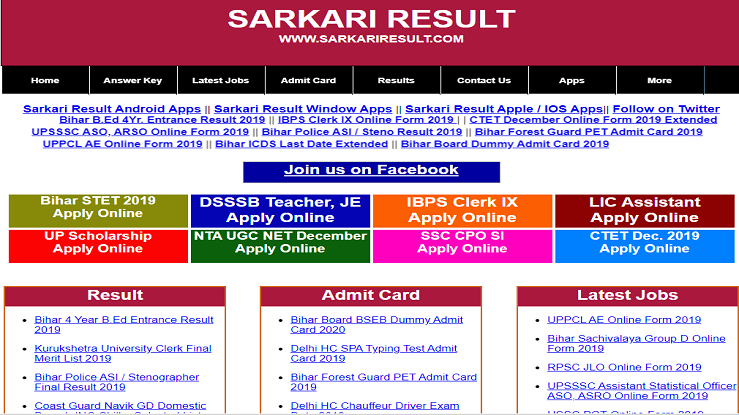 SARKARI RESULT
WWW.SARKARIRESULT.COM
Home Answer Key Latest Jobs Admit Card Results Contact Us Apps More
Sarkari Result Android Apps || Sarkari Result Window Apps || Sarkari Result Apple / IOS Apps|| Follow on Twitter
Bihar B.Ed 4Yr. Entrance Result 2019 || IBPS Clerk IX Online Form 2019 | | CTET December Online Form 2019 Extended
UPSSSC ASO, ARSO Online Form 2019 || Bihar Police ASI / Steno Result 2019 || Bihar Forest Guard PET Admit Card 2019
UPPCL AE Online Form 2019 || Bihar ICDS Last Date Extended || Bihar Board Dummy Admit Card 2019
Join us on Facebook
Bihar STET 2019
Apply Online
DSSSB Teacher, JE
Apply Online
IBPS Clerk IX
Apply Online
LIC Assistant
Apply Online
UP Scholarship
Apply Online
NTA UGC NET December
Apply Online
SSC CPO SI
Apply Online
CTET Dec. 2019
Apply Online
Result
Bihar 4 Year B.Ed Entrance Result
2019
Kurukshetra University Clerk Final
Merit List 2019
Bihar Police ASI / Stenographer
Final Result 2019
Coast Guard Navik GD Domestic
Admit Card
Bihar Board BSEB Dummy Admit
Card 2020
Delhi HC SPA Typing Test Admit
Card 2019
Bihar Forest Guard PET Admit Card
2019
Delhi HC Chauffeur Driver Exam
Latest Jobs
UPPCL AE Online Form 2019
Bihar Sachivalaya Group D Online
Form 2019
RPSC JLO Online Form 2019
UPSSSC Assistant Statistical Officer
ASO, ASRO Online Form 2019